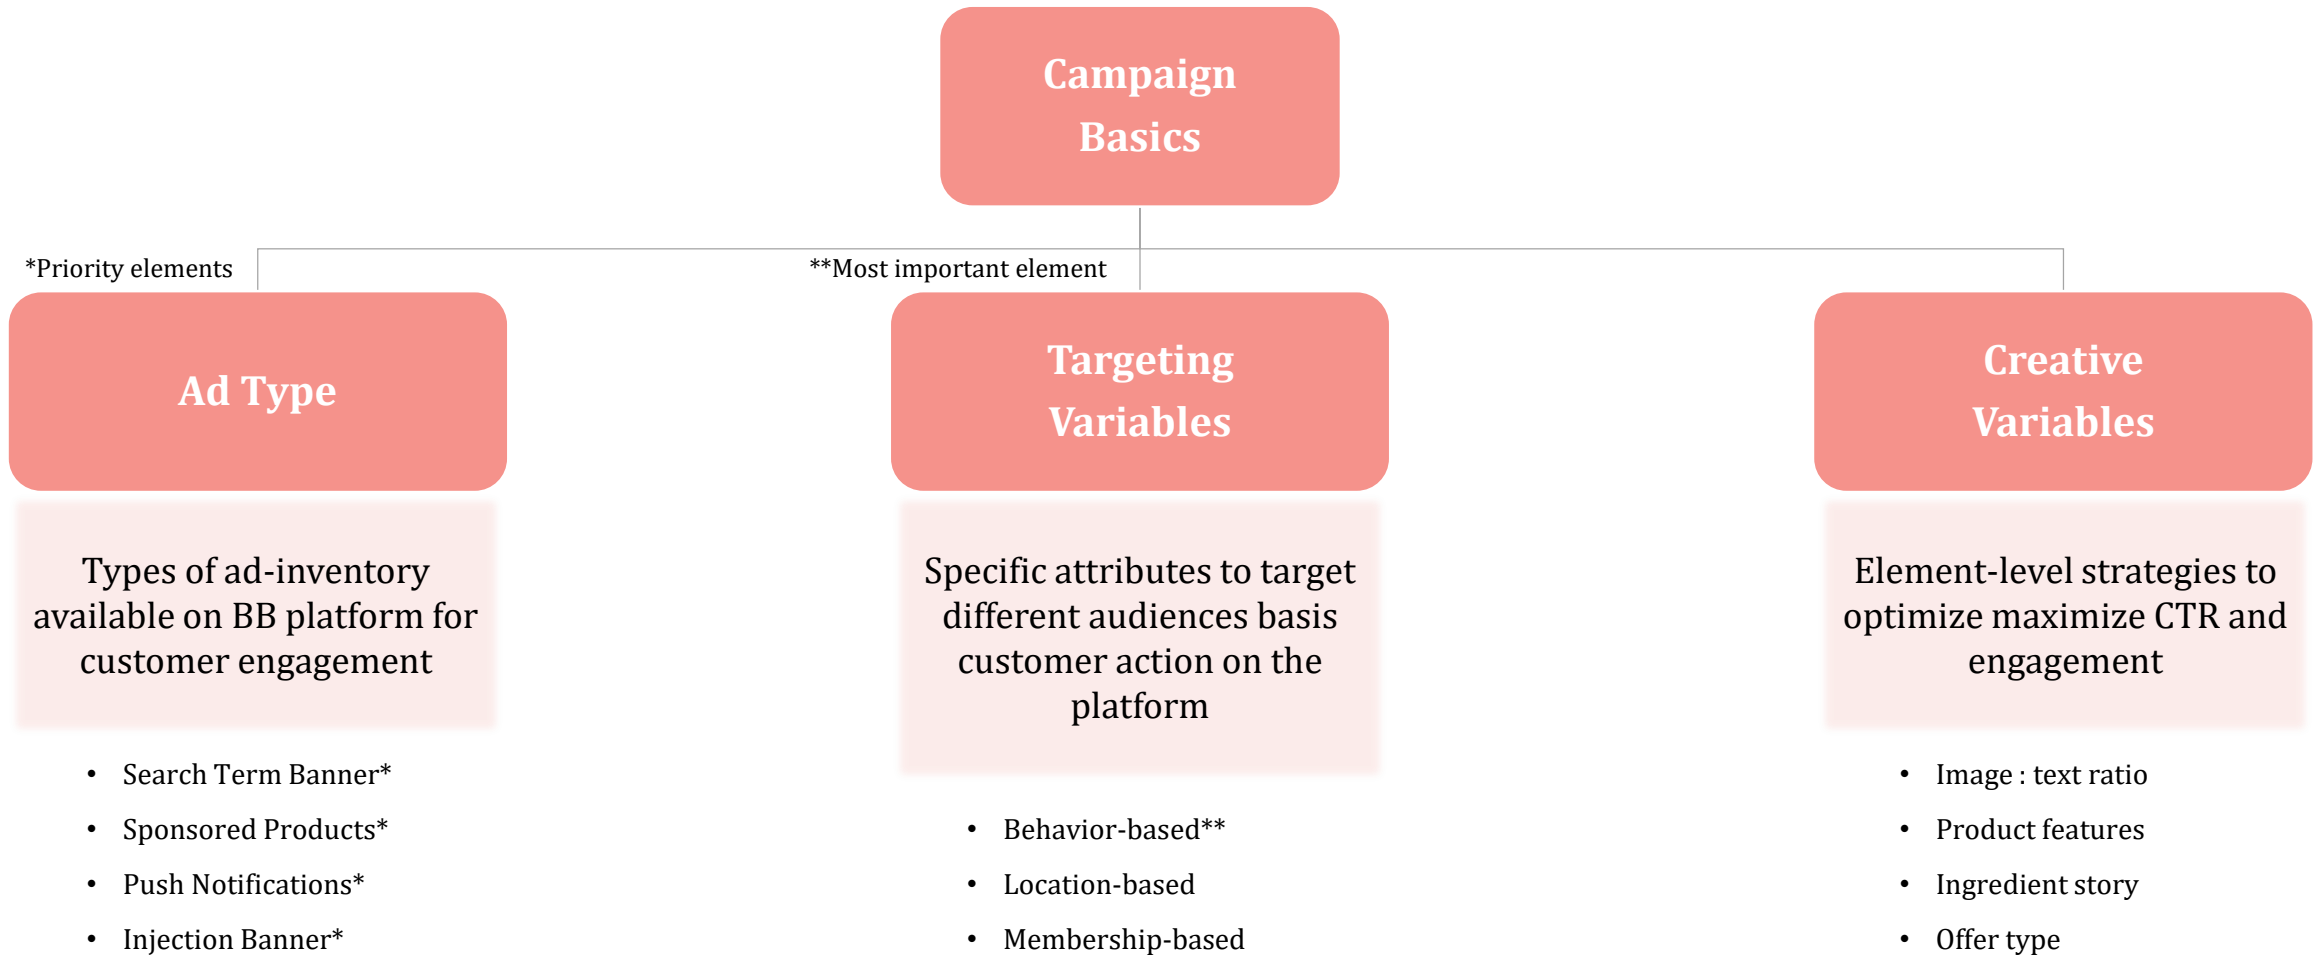 Campaign
Basics
*Priority elements
**Most important element
Ad Type
Types of ad-inventory
available on BB platform for
customer engagement
• Search Term Banner*
• Sponsored Products*
• Push Notifications*
• Injection Banner*
Targeting
Variables
Specific attributes to target
different audiences basis
customer action on the
platform
• Behavior-based**
• Location-based
• Membership-based
Creative
Variables
Element-level strategies to
optimize maximize CTR and
engagement
• Image : text ratio
• Product features
• Ingredient story
• Offer type